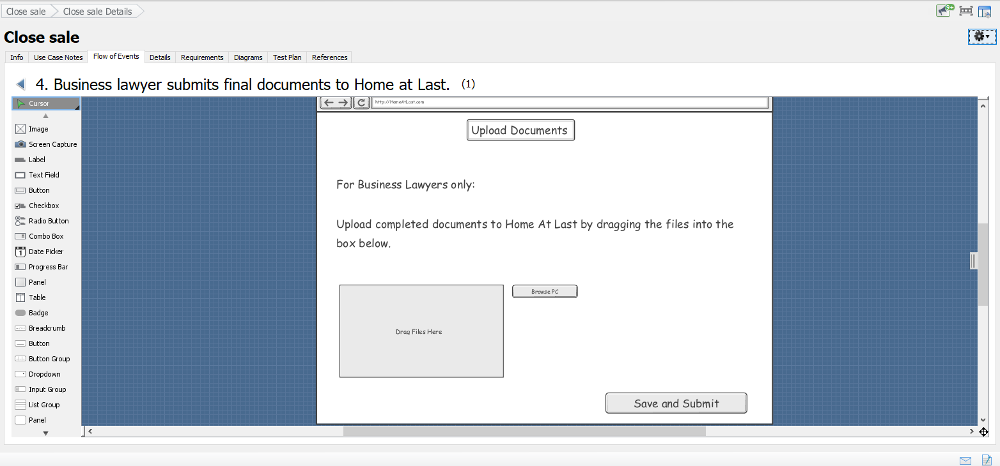 Close sale
Close sale Details
9+
Close sale
Info
Use Case Notes
Flow of Events
Details
Requirements
Diagrams
Test Plan
References
4. Business lawyer submits final documents to Home at Last. (1)
Cursor
Image
Screen Capture
Label
Text Field
Button
Checkbox
Radio Button
Combo Box
1
Date Picker
Progress Bar
Panel
Table
Badge
Breadcrumb
Button
Button Group
Dropdown
Input Group
List Group
Panel
http://HomeAtLast.com
Upload Documents
For Business Lawyers only:
Upload completed documents to Home At Last by dragging the files into the
box below.
Browse PC
Drag Files Here
Save and Submit